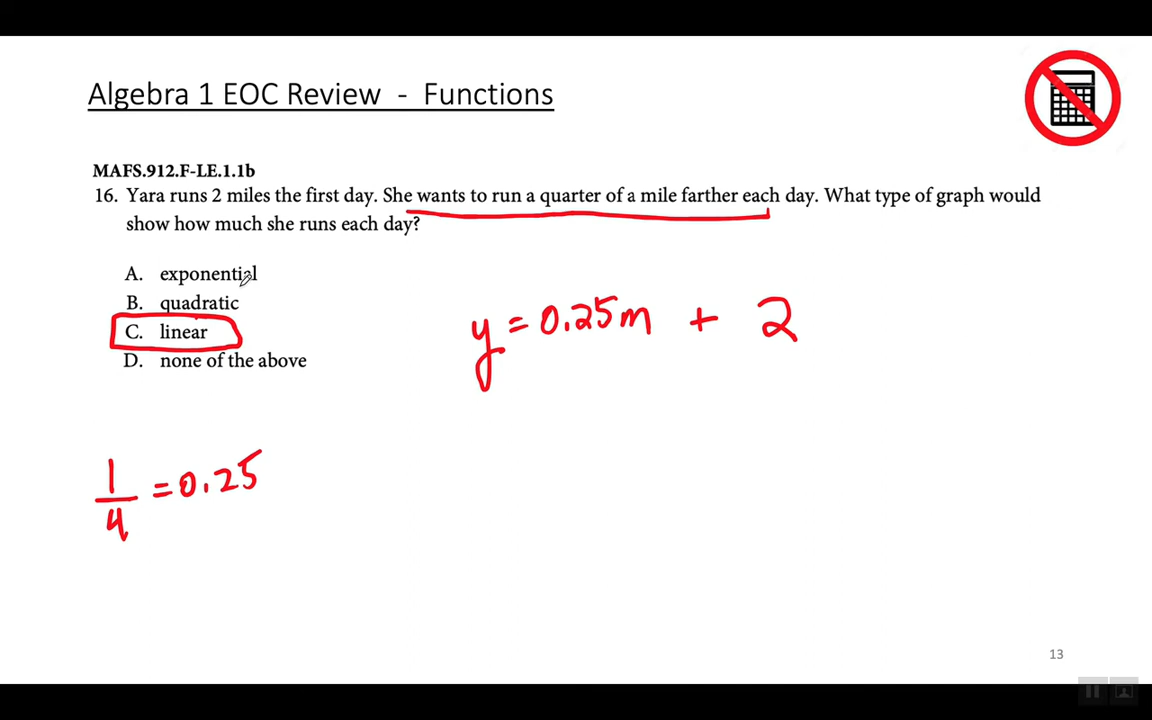 Algebra 1 EOC Review - Functions
MAFS.912.F-LE.1.1b
16. Yara runs 2 miles the first day. She wants to run a quarter of a mile farther each day. What type of graph would
show how much she runs each day?
A. exponential
B. quadratic
C. linear
D. none of the above
y = 0.25m + 2
1/4 = 0.25
13